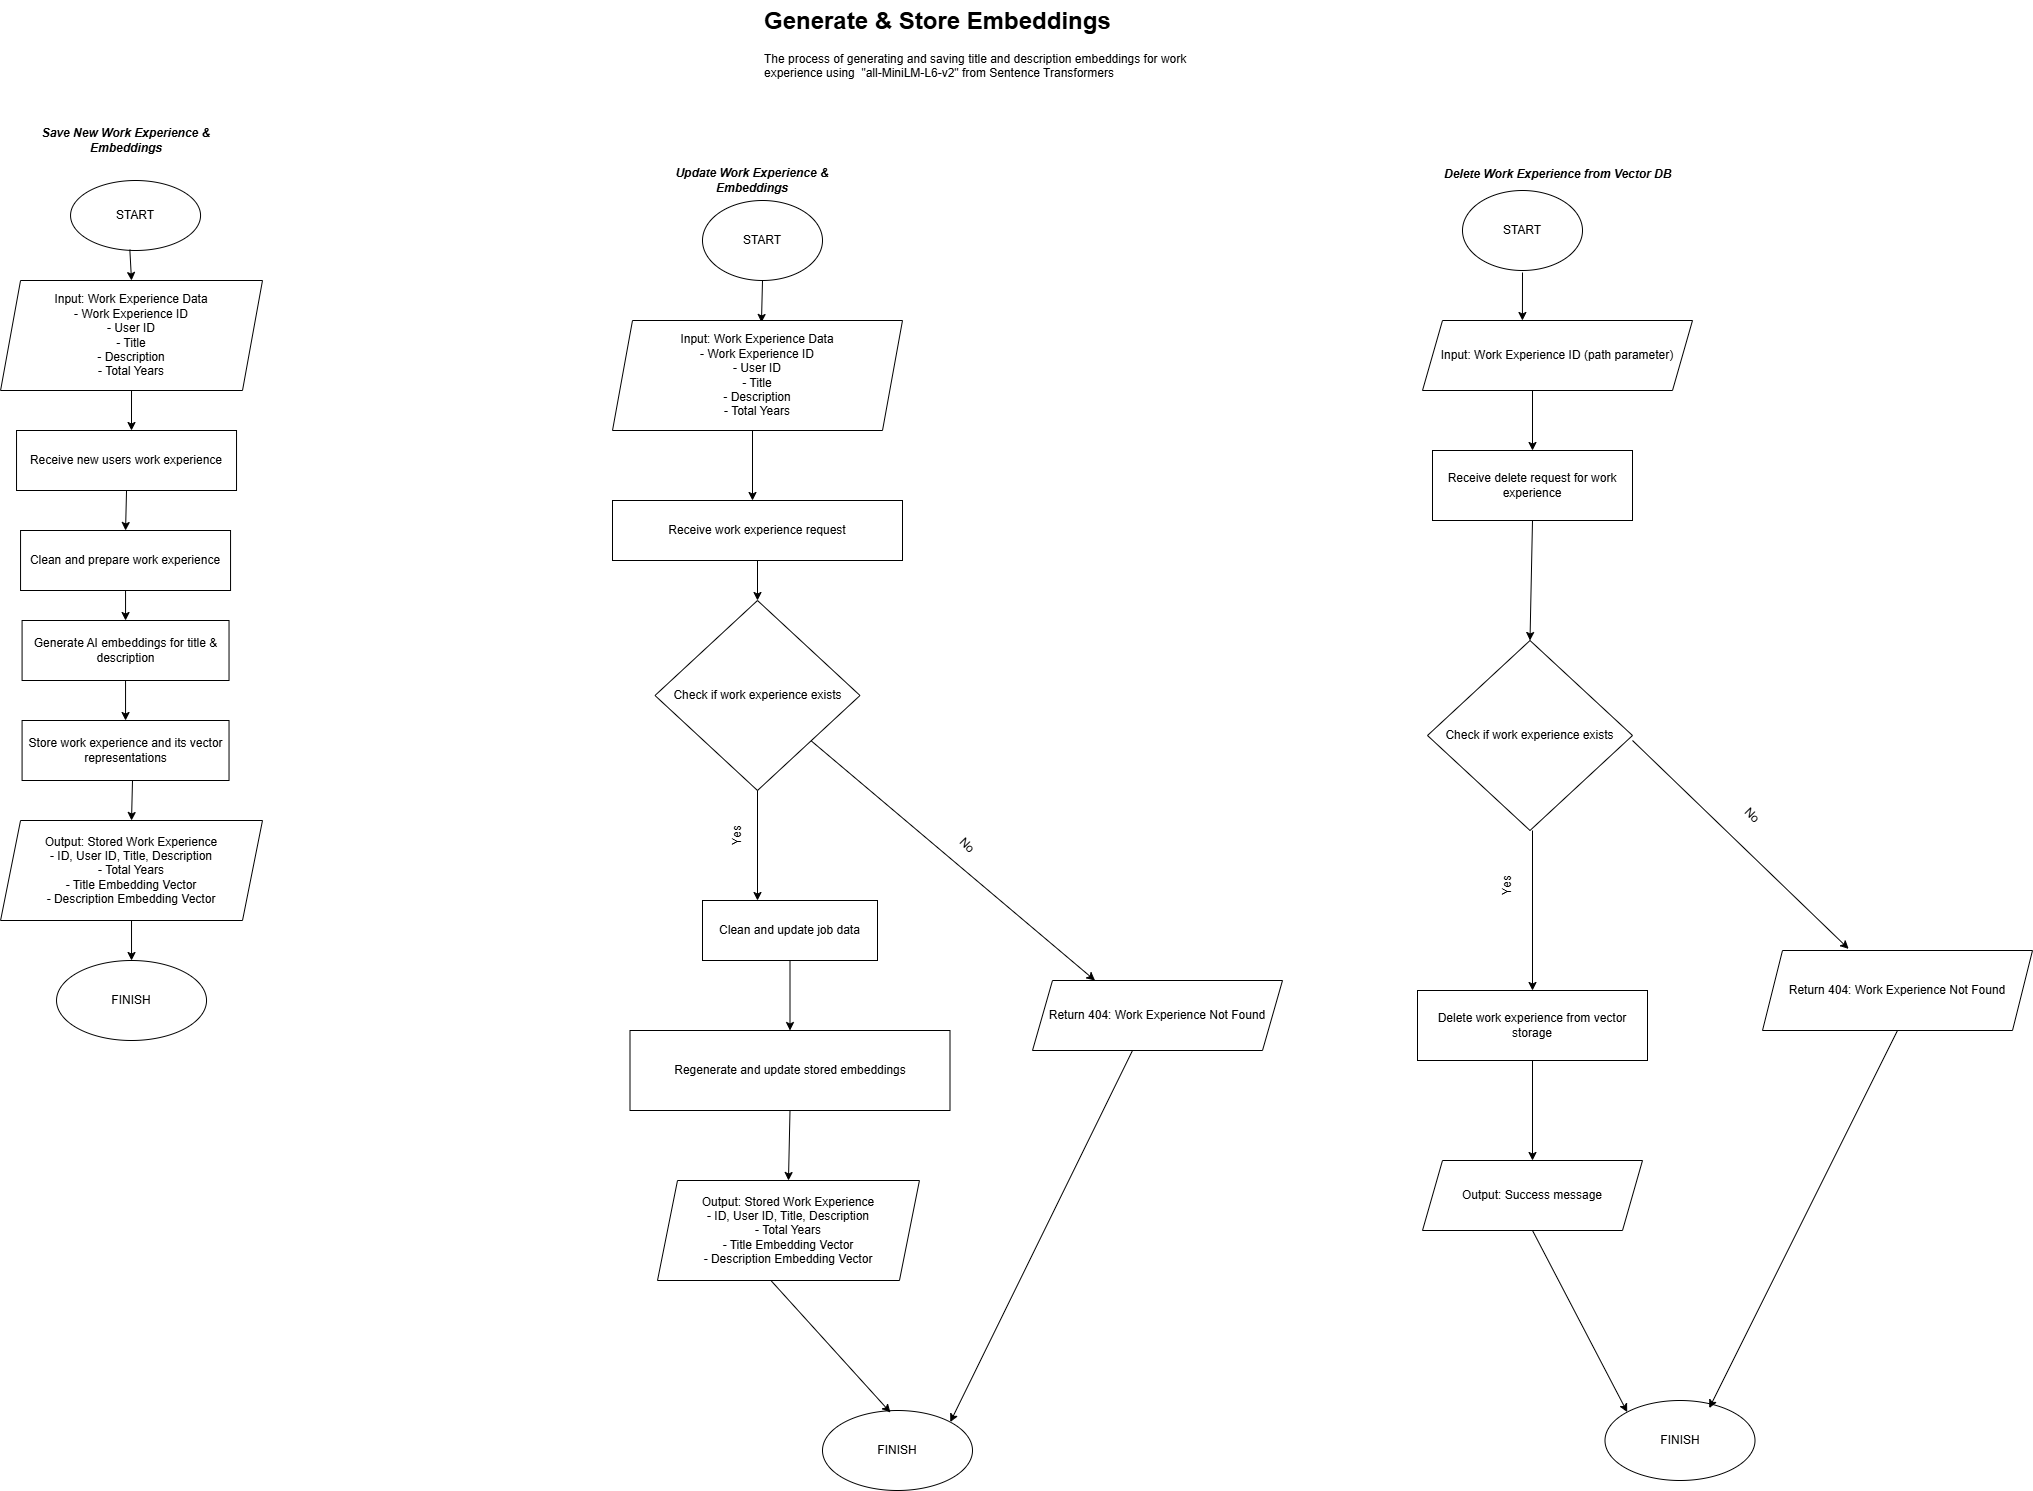 Generate & Store Embeddings
The process of generating and saving title and description embeddings for work
experience using  "all-MiniLM-L6-v2" from Sentence Transformers
Save New Work Experience &
Embeddings
START
Input: Work Experience Data
- Work Experience ID
- User ID
- Title
- Description
- Total Years
Receive new users work experience
Clean and prepare work experience
Generate AI embeddings for title &
description
Store work experience and its vector
representations
Output: Stored Work Experience
- ID, User ID, Title, Description
- Total Years
- Title Embedding Vector
- Description Embedding Vector
FINISH
Update Work Experience &
Embeddings
START
Input: Work Experience Data
- Work Experience ID
- User ID
- Title
- Description
- Total Years
Receive work experience request
Check if work experience exists
Yes
No
Clean and update job data
Return 404: Work Experience Not Found
Regenerate and update stored embeddings
Output: Stored Work Experience
- ID, User ID, Title, Description
- Total Years
- Title Embedding Vector
- Description Embedding Vector
FINISH
Delete Work Experience from Vector DB
START
Input: Work Experience ID (path parameter)
Receive delete request for work
experience
Check if work experience exists
No
Yes
Return 404: Work Experience Not Found
Delete work experience from vector
storage
Output: Success message
FINISH